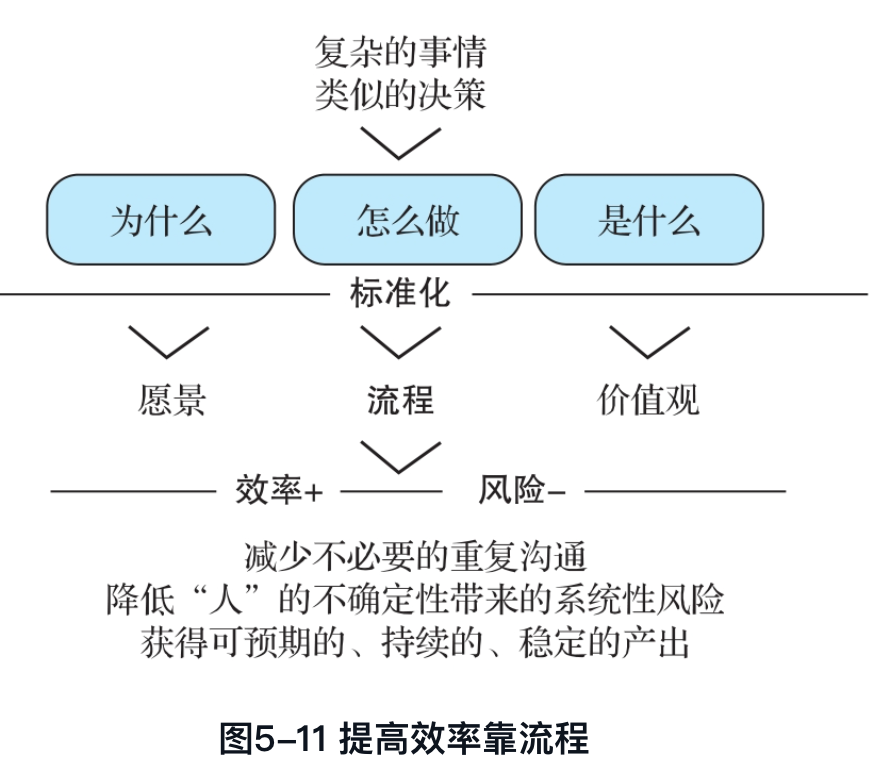 复杂的事情
类似的决策
为什么 怎么做 是什么
标准化
愿景 流程 价值观
效率+ 风险–
减少不必要的重复沟通
降低“人”的不确定性带来的系统性风险
获得可预期的、持续的、稳定的产出
图5–11 提高效率靠流程